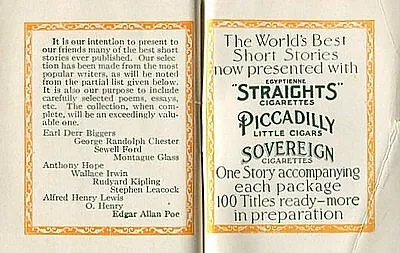 It is our intention to present to
our friends many of the best short
stories ever published. Our selec-
tion has been made from the most
popular writers, as will be noted
from the partial list given below.
It is also our purpose to include
carefully selected poems, essays,
etc. The collection, when com-
plete, will be an exceedingly valu-
able one.
Earl Derr Biggers
George Randolph Chester
Sewell Ford
Montague Glass
Anthony Hope
Wallace Irwin
Rudyard Kipling
Stephen Leacock
Alfred Henry Lewis
O. Henry
Edgar Allan Poe
The World's Best
Short Stories
now presented with
EGYPTIENNE
"STRAIGHTS"
CIGARETTES
PICCADILLY
LITTLE CIGARS
SOVEREIGN
CIGARETTES
One Story accompanying
each package
100 Titles ready—more
in preparation